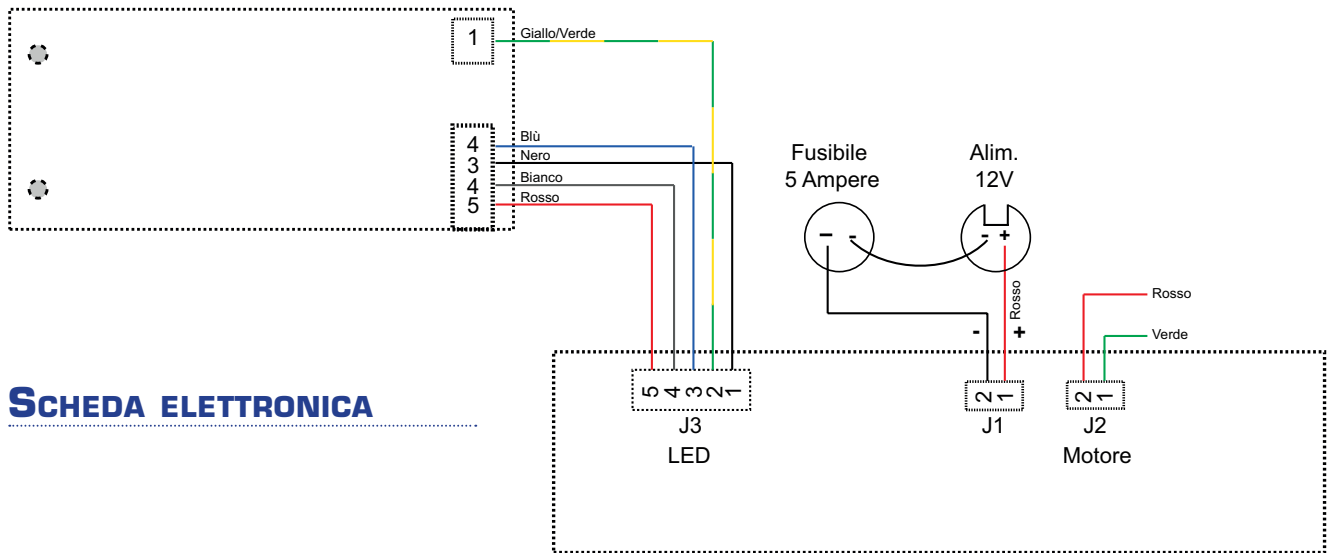 1
Giallo/Verde
4
3
4
5
Blù
Nero
Bianco
Rosso
Fusibile
5 Ampere
Alim.
12V
– -
- +
Rosso
- +
Rosso
Verde
SCHEDA ELETTRONICA
5 4 3 2 1
J3
LED
2 1
J1
2 1
J2
Motore